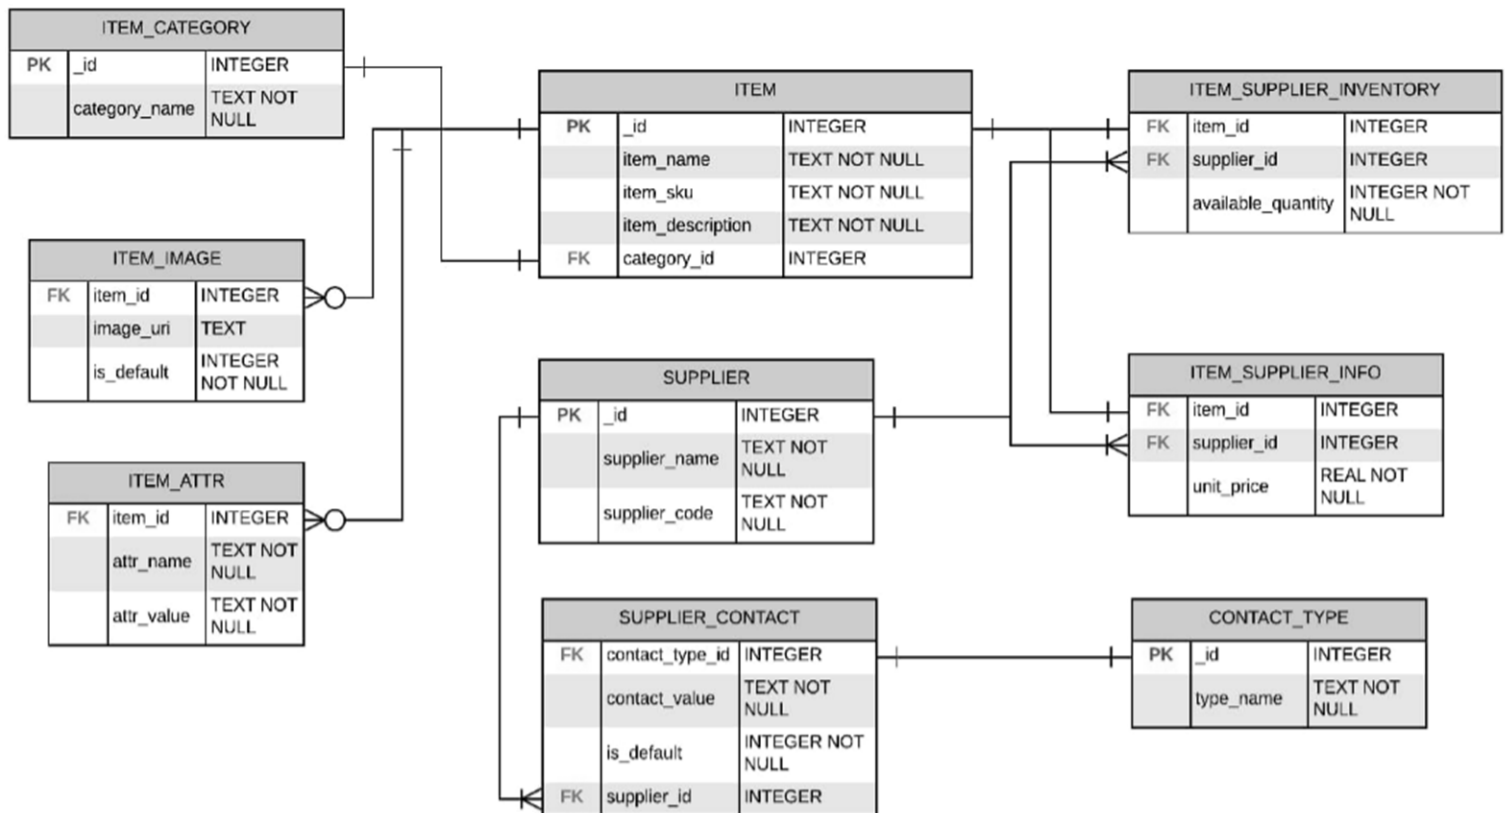 ITEM_CATEGORY
PK _id INTEGER
category_name TEXT NOT
NULL
ITEM
PK _id INTEGER
item_name TEXT NOT NULL
item_sku TEXT NOT NULL
item_description TEXT NOT NULL
FK category_id INTEGER
ITEM_SUPPLIER_INVENTORY
FK item_id INTEGER
FK supplier_id INTEGER
available_quantity INTEGER NOT
NULL
ITEM_IMAGE
FK item_id INTEGER
image_uri TEXT
is_default INTEGER
NOT NULL
SUPPLIER
PK _id INTEGER
supplier_name TEXT NOT
NULL
supplier_code TEXT NOT
NULL
ITEM_SUPPLIER_INFO
FK item_id INTEGER
FK supplier_id INTEGER
unit_price REAL NOT
NULL
ITEM_ATTR
FK item_id INTEGER
attr_name TEXT NOT
NULL
attr_value TEXT NOT
NULL
SUPPLIER_CONTACT
FK contact_type_id INTEGER
contact_value TEXT NOT
NULL
is_default INTEGER NOT
NULL
FK supplier_id INTEGER
CONTACT_TYPE
PK _id INTEGER
type_name TEXT NOT
NULL